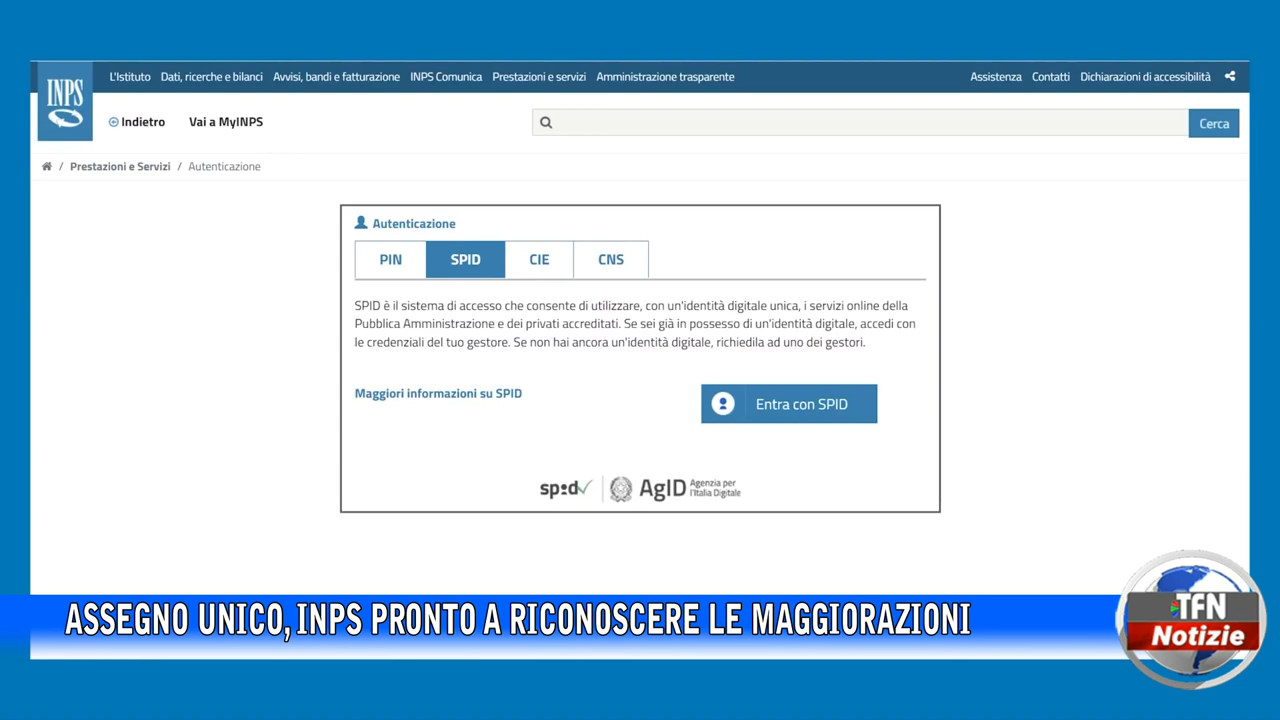 INPS
L'Istituto Dati, ricerche e bilanci Avvisi, bandi e fatturazione INPS Comunica Prestazioni e servizi Amministrazione trasparente Assistenza Contatti Dichiarazioni di accessibilità
Indietro Vai a MyINPS Cerca
/ Prestazioni e Servizi / Autenticazione
Autenticazione
PIN SPID CIE CNS
SPID è il sistema di accesso che consente di utilizzare, con un'identità digitale unica, i servizi online della
Pubblica Amministrazione e dei privati accreditati. Se sei già in possesso di un'identità digitale, accedi con
le credenziali del tuo gestore. Se non hai ancora un'identità digitale, richiedila ad uno dei gestori.
Maggiori informazioni su SPID Entra con SPID
spid AgID Agenzia per
l'Italia Digitale
ASSEGNO UNICO, INPS PRONTO A RICONOSCERE LE MAGGIORAZIONI
TFN
Notizie